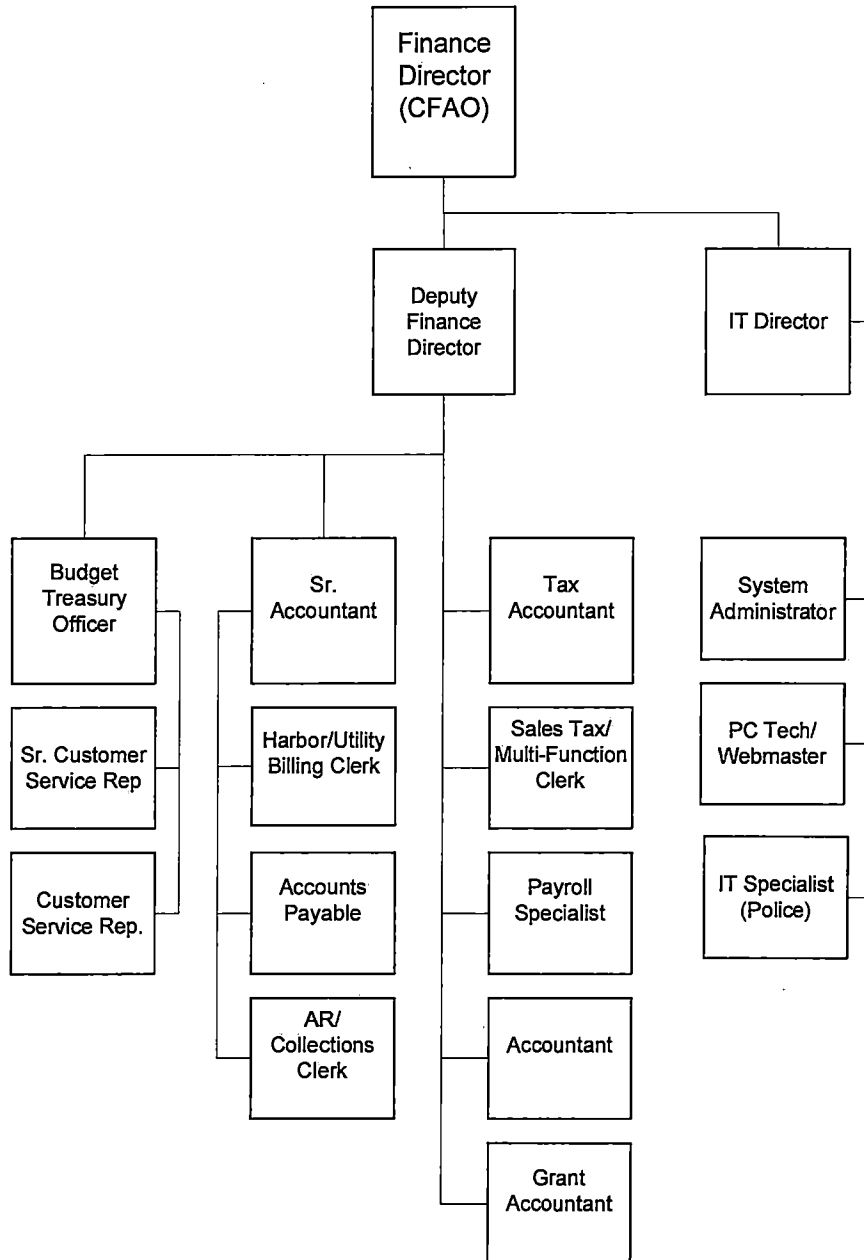 Finance
Director
(CFAO)
Deputy
Finance
Director
IT Director
Budget
Treasury
Officer
Sr.
Accountant
Tax
Accountant
System
Administrator
Sr. Customer
Service Rep
Harbor/Utility
Billing Clerk
Sales Tax/
Multi-Function
Clerk
PC Tech/
Webmaster
Customer
Service Rep.
Accounts
Payable
Payroll
Specialist
IT Specialist
(Police)
AR/
Collections
Clerk
Accountant
Grant
Accountant